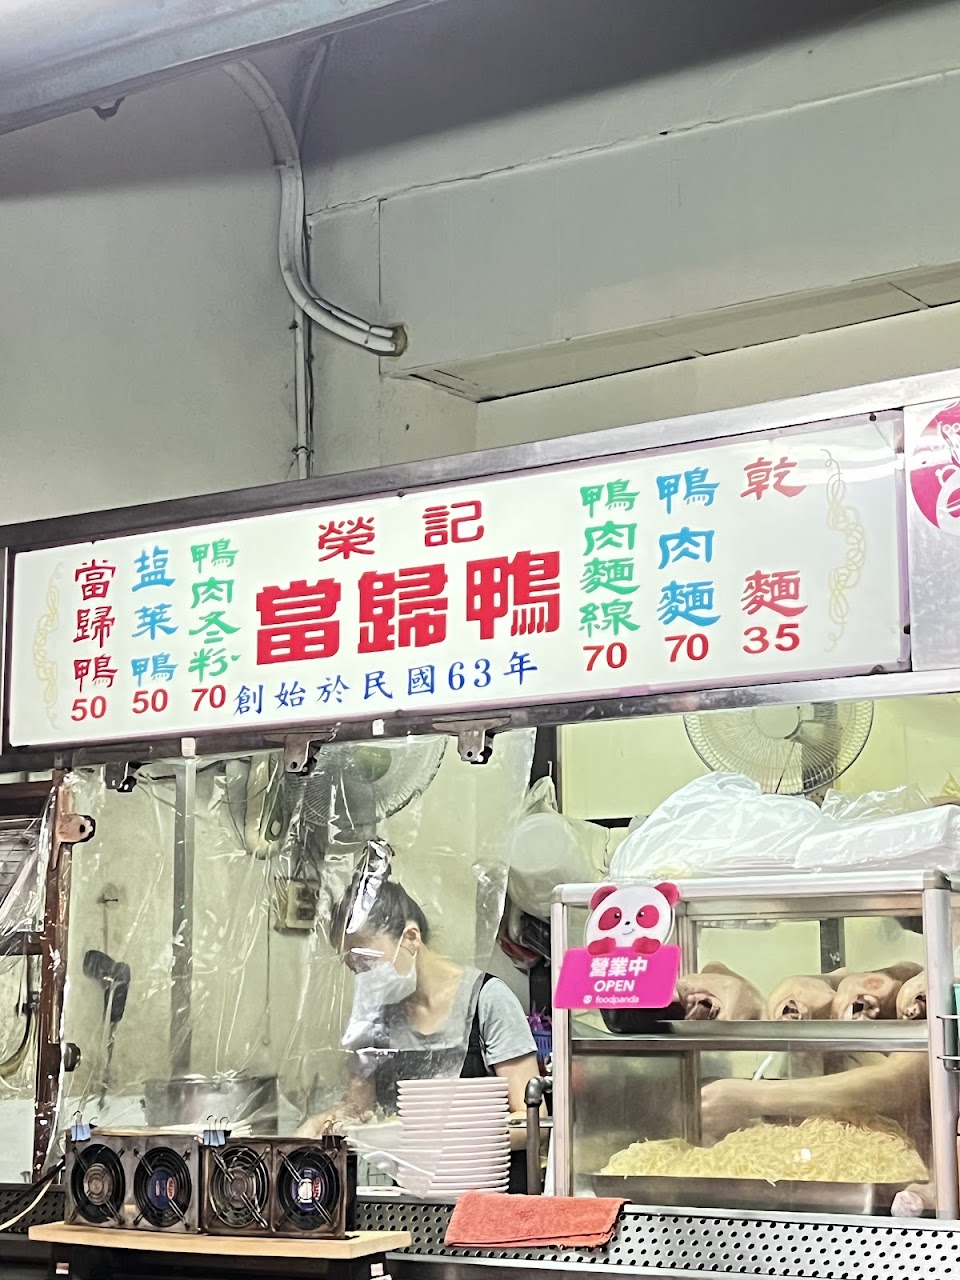 當歸鴨
50
塩菜鴨
50
鴨肉冬粉
70
榮記
當歸鴨
創始於民國63年
鴨肉麵線
70
鴨肉麵
70
乾麵
35
營業中
OPEN
foodpanda